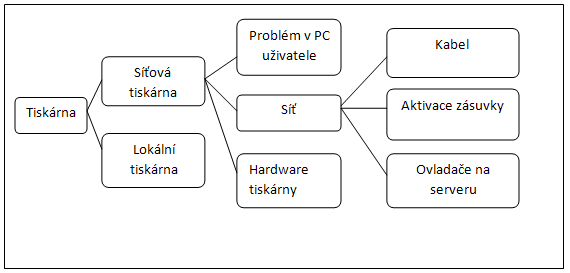 Tiskárna
Síťová
tiskárna
Lokální
tiskárna
Problém v PC
uživatele
Síť
Hardware
tiskárny
Kabel
Aktivace zásuvky
Ovladače na
serveru